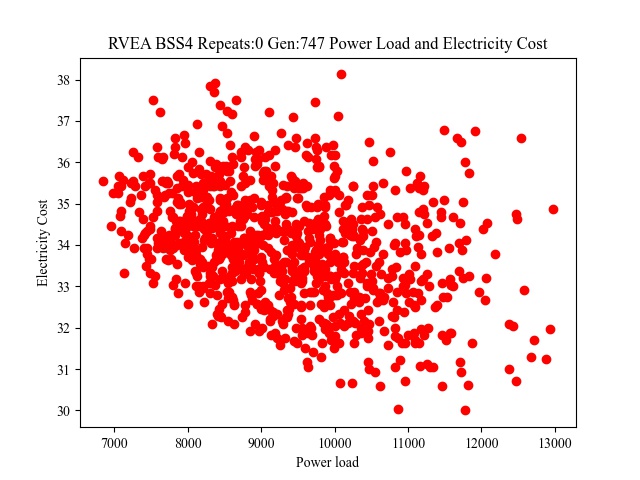 RVEA BSS4 Repeats:0 Gen:747 Power Load and Electricity Cost
38
37
36
35
34
33
32
31
30
Electricity Cost
7000 8000 9000 10000 11000 12000 13000
Power load